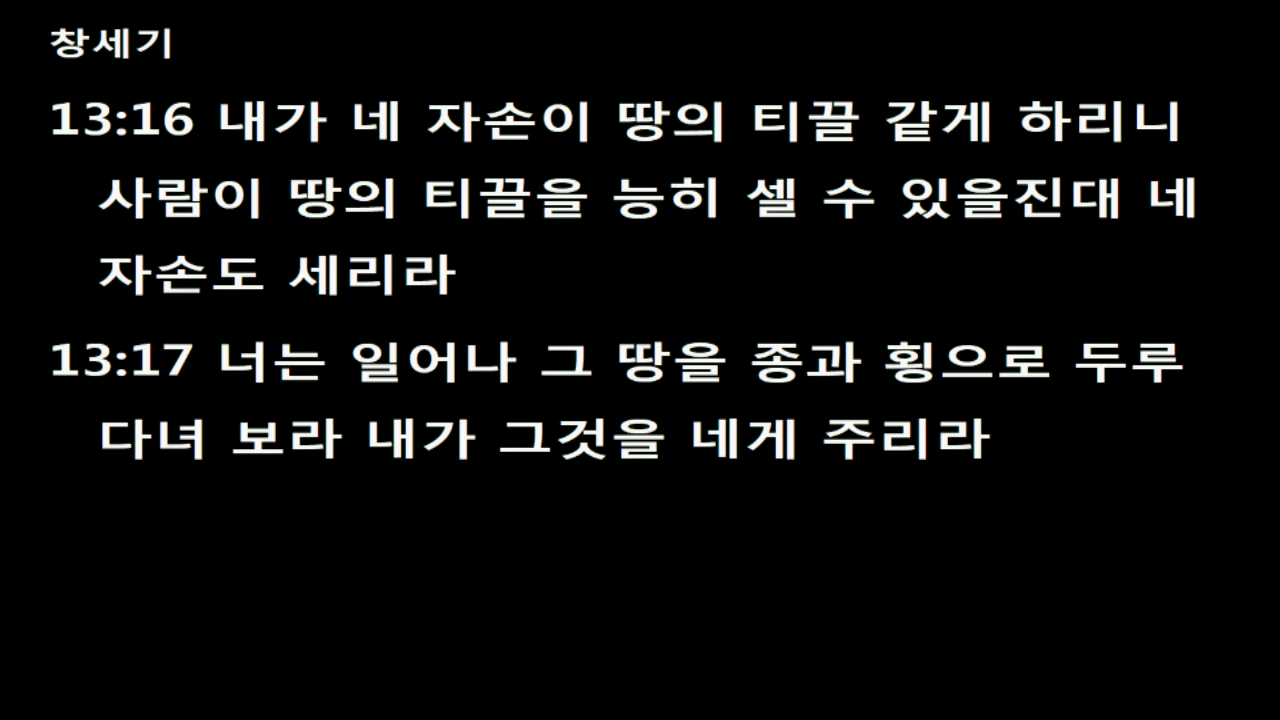 창세기
13:16 내가 네 자손이 땅의 티끌 같게 하리니
사람이 땅의 티끌을 능히 셀 수 있을진대 네
자손도 세리라
13:17 너는 일어나 그 땅을 종과 횡으로 두루
다녀 보라 내가 그것을 네게 주리라